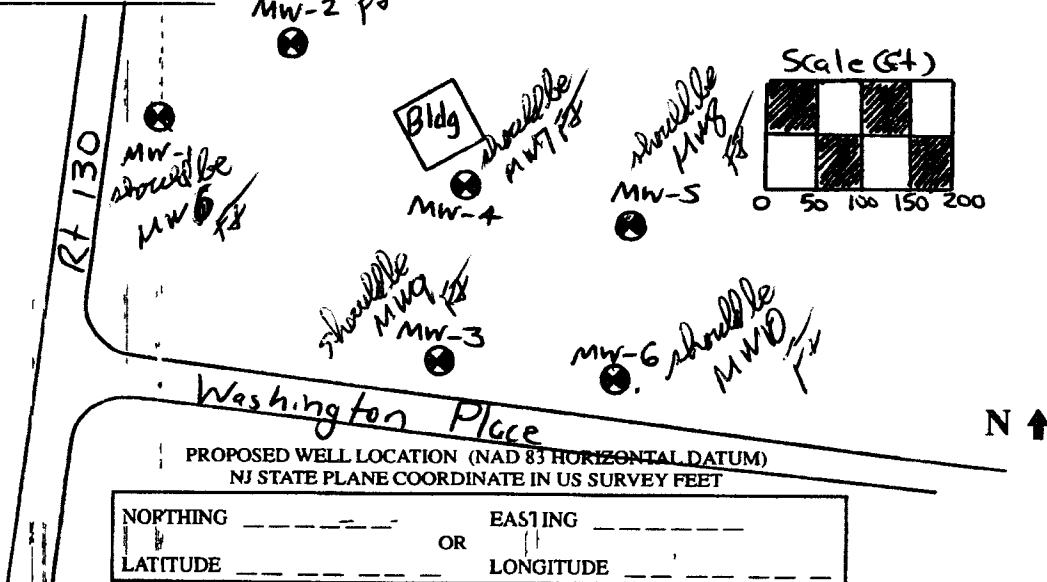 MW-2
Scale (ft)
Bldg
should be
MW7
should be
MW8
Rt 130
MW-1
should be
MW 6
MW-4
MW-5
0 50 100 150 200
should be
MW9
MW-3
MW-6
should be
MW10
Washington Place
N
PROPOSED WELL LOCATION (NAD 83 HORIZONTAL DATUM)
NJ STATE PLANE COORDINATE IN US SURVEY FEET
NORTHING EASTING
OR
LATITUDE LONGITUDE